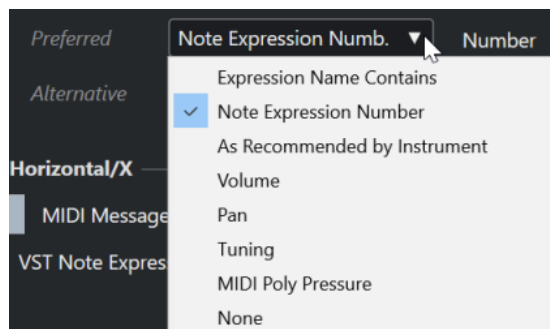 Preferred Note Expression Numb. Number
Expression Name Contains
Alternative
Note Expression Number
As Recommended by Instrument
Horizontal/X
Volume
MIDI Message
Pan
VST Note Expres
Tuning
MIDI Poly Pressure
None